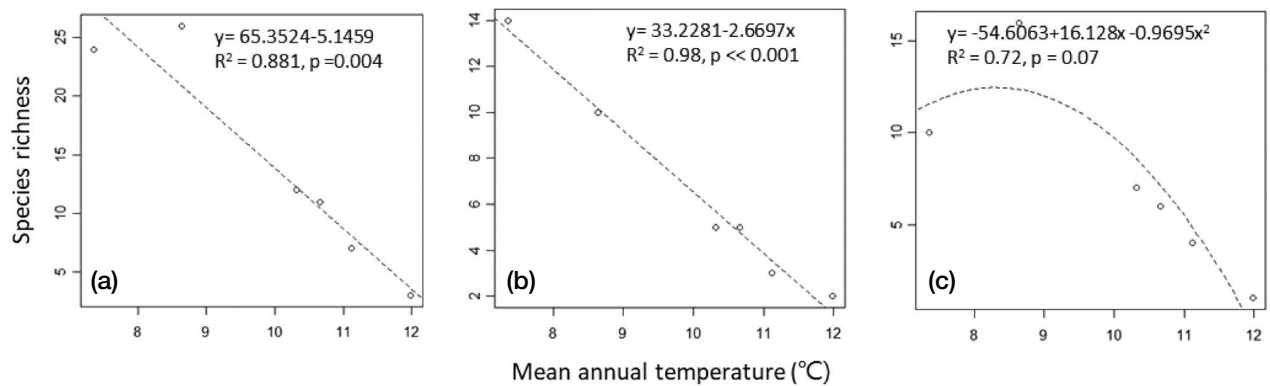 y= 65.3524-5.1459
R² = 0.881, p =0.004
y= 33.2281-2.6697x
R² = 0.98, p << 0.001
y= -54.6063+16.128x -0.9695x²
R² = 0.72, p = 0.07
Species richness
25
20
15
10
5
(a)
8 9 10 11 12
14
12
10
8
6
4
2
(b)
8 9 10 11 12
15
10
5
(c)
8 9 10 11 12
Mean annual temperature (℃)